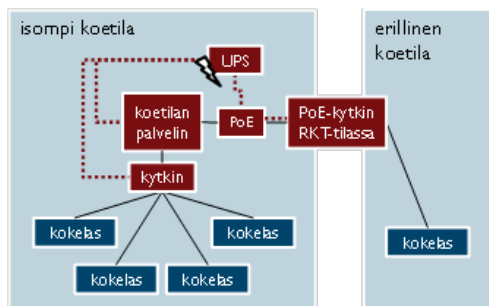 isompi koetila
erillinen
koetila
UPS
koetilan
palvelin
PoE
PoE-kytkin
RKT-tilassa
kytkin
kokelas
kokelas
kokelas
kokelas
kokelas